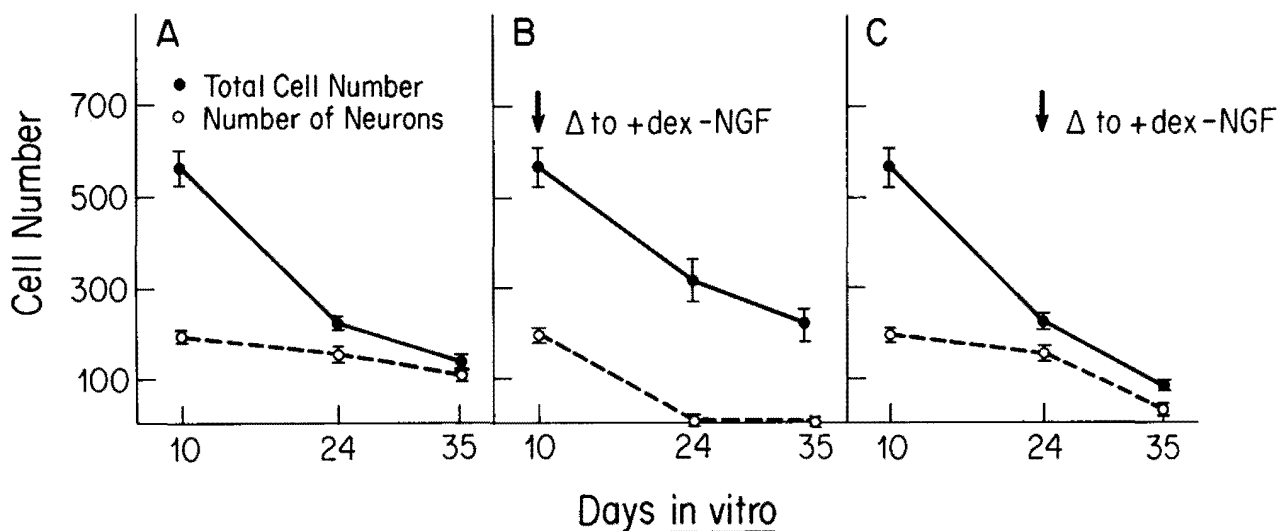 A
● Total Cell Number
○ Number of Neurons
B
Δ to +dex-NGF
C
Δ to +dex-NGF
Cell Number
700
500
300
100
10 24 35
10 24 35
10 24 35
Days in vitro